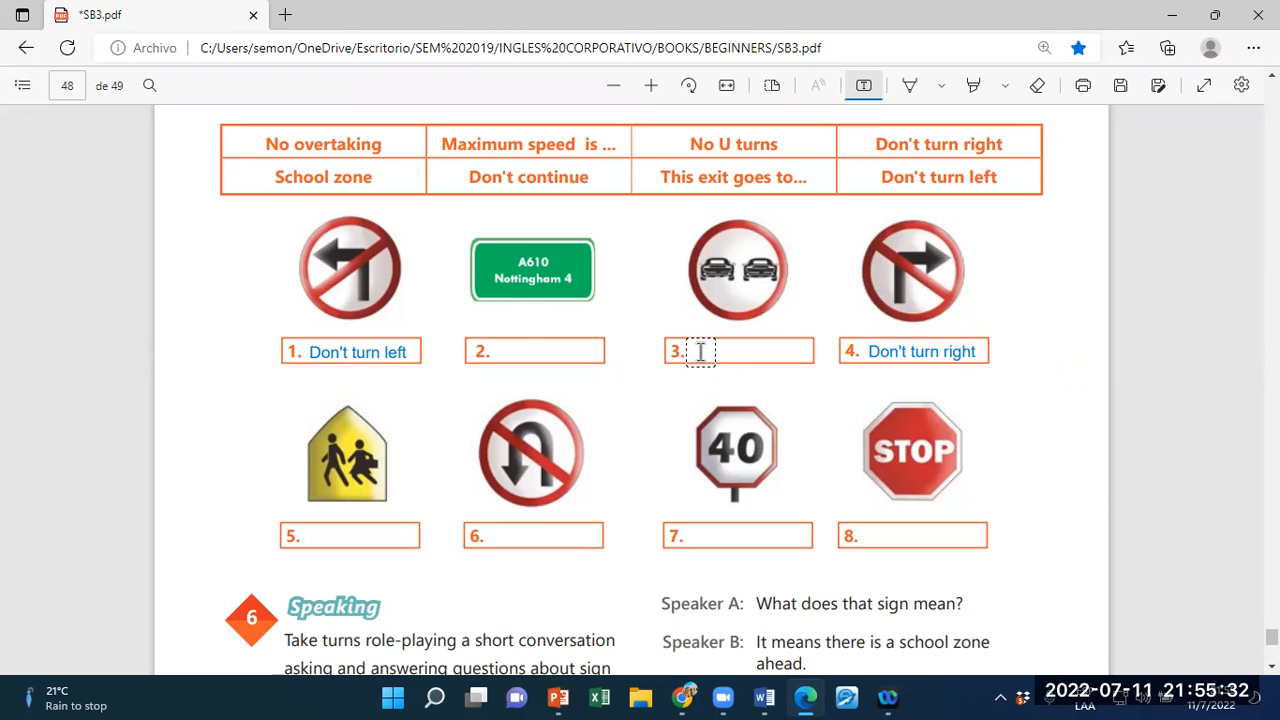 *SB3.pdf
Archivo C:/Users/semon/OneDrive/Escritorio/SEM%202019/INGLES%20CORPORATIVO/BOOKS/BEGINNERS/SB3.pdf
48 de 49
No overtaking Maximum speed is ... No U turns Don't turn right
School zone Don't continue This exit goes to... Don't turn left
A610
Nottingham 4
1. Don't turn left 2. 3. 4. Don't turn right
40 STOP
5. 6. 7. 8.
6 Speaking
Take turns role-playing a short conversation
asking and answering questions about sign
Speaker A: What does that sign mean?
Speaker B: It means there is a school zone
ahead.
21°C
Rain to stop
2022-07-11 21:55:32
LAA 11/7/2022